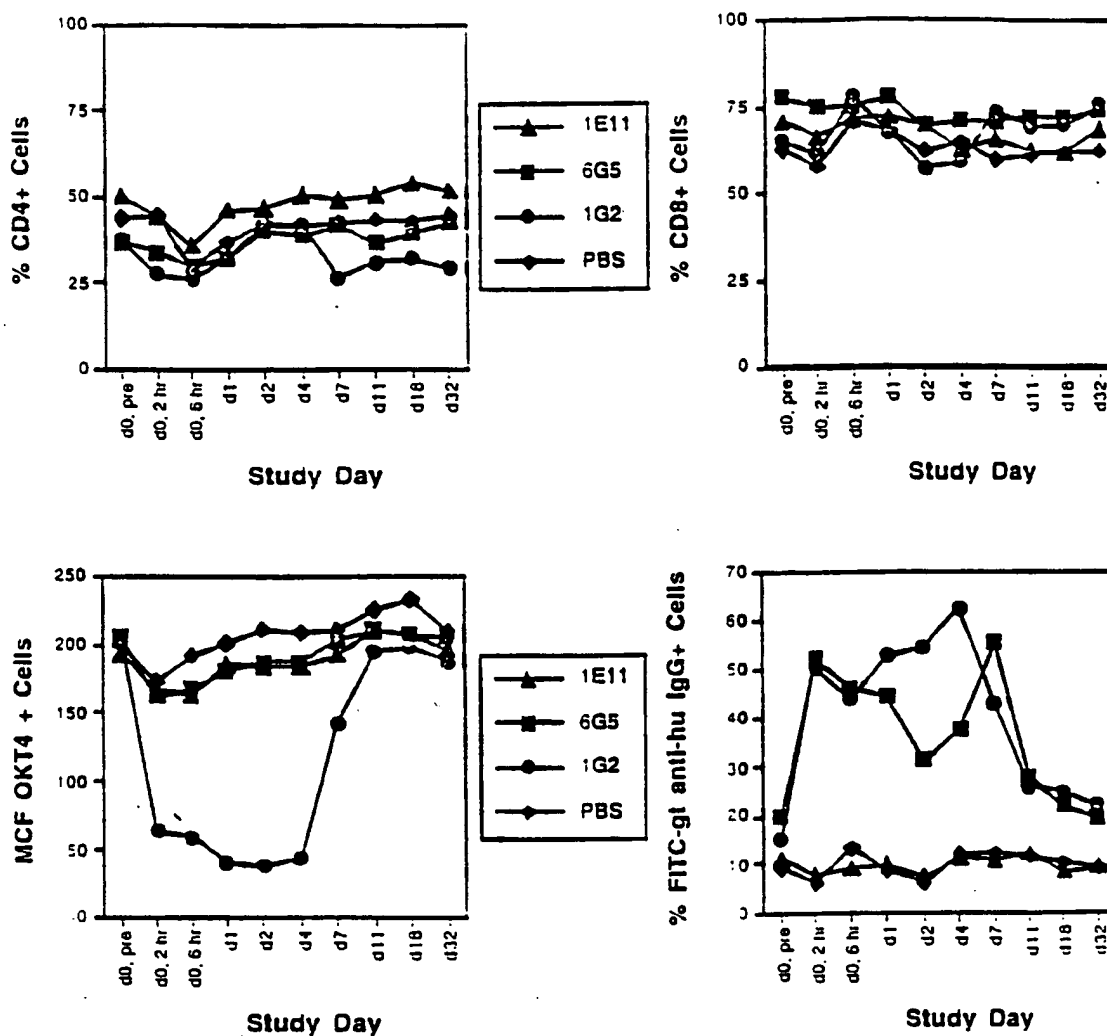 % CD4+ Cells
100
75
50
25
0
d0, pre
d0, 2 hr
d0, 6 hr
d1
d2
d4
d7
d11
d18
d32
Study Day
1E11
6G5
1G2
PBS
% CD8+ Cells
100
75
50
25
0
d0, pre
d0, 2 hr
d0, 6 hr
d1
d2
d4
d7
d11
d18
d32
Study Day
MCF OKT4 + Cells
250
200
150
100
50
0
d0, pre
d0, 2 hr
d0, 6 hr
d1
d2
d4
d7
d11
d18
d32
Study Day
1E11
6G5
1G2
PBS
% FITC-gt anti-hu IgG+ Cells
70
60
50
40
30
20
10
0
d0, pre
d0, 2 hr
d0, 6 hr
d1
d2
d4
d7
d11
d18
d32
Study Day